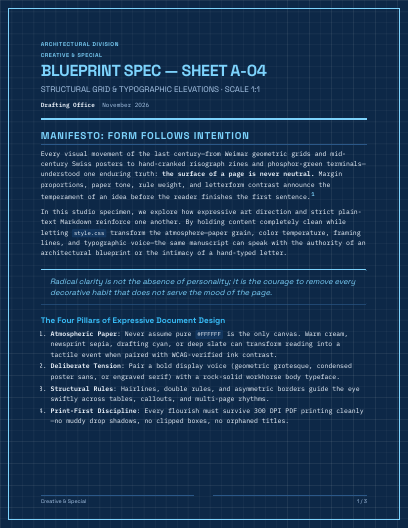 ARCHITECTURAL DIVISION
CREATIVE & SPECIAL
BLUEPRINT SPEC — SHEET A-04
STRUCTURAL GRID & TYPOGRAPHIC ELEVATIONS · SCALE 1:1
Drafting Office November 2026
MANIFESTO: FORM FOLLOWS INTENTION
Every visual movement of the last century—from Weimar geometric grids and mid-
century Swiss posters to hand-cranked risograph zines and phosphor-green terminals—
understood one enduring truth: the surface of a page is never neutral. Margin
proportions, paper tone, rule weight, and letterform contrast announce the
temperament of an idea before the reader finishes the first sentence.1
In this studio specimen, we explore how expressive art direction and strict plain-
text Markdown reinforce one another. By holding content completely clean while
letting style.css transform the atmosphere—paper grain, color temperature, framing
lines, and typographic voice—the same manuscript can speak with the authority of an
architectural blueprint or the intimacy of a hand-typed letter.
Radical clarity is not the absence of personality; it is the courage to remove every
decorative habit that does not serve the mood of the page.
The Four Pillars of Expressive Document Design
1. Atmospheric Paper: Never assume pure #FFFFFF is the only canvas. Warm cream,
newsprint sepia, drafting cyan, or deep slate can transform reading into a
tactile event when paired with WCAG-verified ink contrast.
2. Deliberate Tension: Pair a bold display voice (geometric grotesque, condensed
poster sans, or engraved serif) with a rock-solid workhorse body typeface.
3. Structural Rules: Hairlines, double rules, and asymmetric borders guide the eye
swiftly across tables, callouts, and multi-page rhythms.
4. Print-First Discipline: Every flourish must survive 300 DPI PDF printing cleanly
—no muddy drop shadows, no clipped boxes, no orphaned titles.
Creative & Special
1 / 3